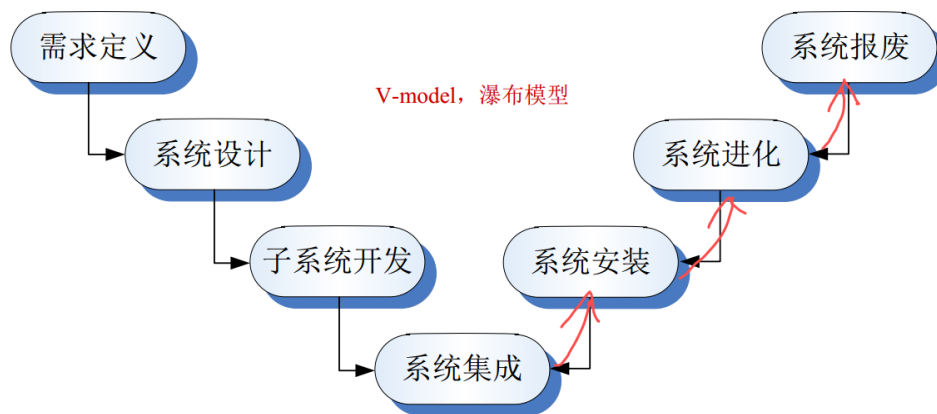 需求定义
系统报废
V-model，瀑布模型
系统设计
系统进化
子系统开发
系统安装
系统集成